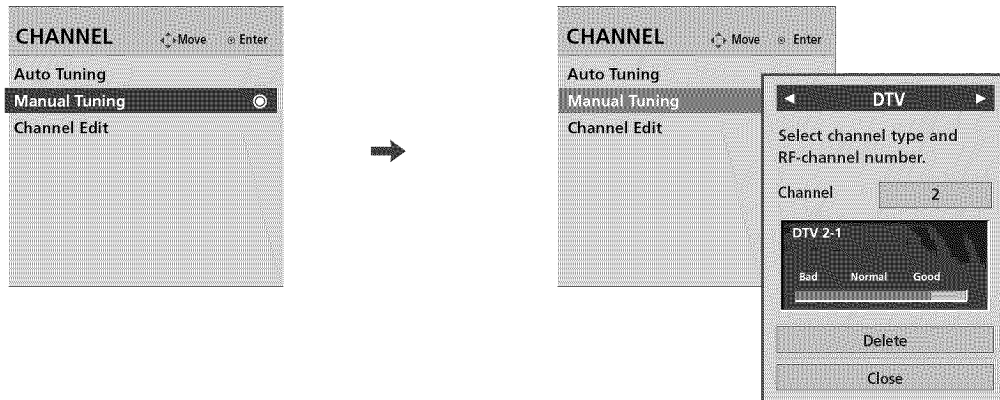 CHANNEL Move Enter
Auto Tuning
Manual Tuning
Channel Edit
CHANNEL Move Enter
Auto Tuning
Manual Tuning
Channel Edit
DTV
Select channel type and
RF-channel number.
Channel 2
DTV 2-1
Bad Normal Good
Delete
Close